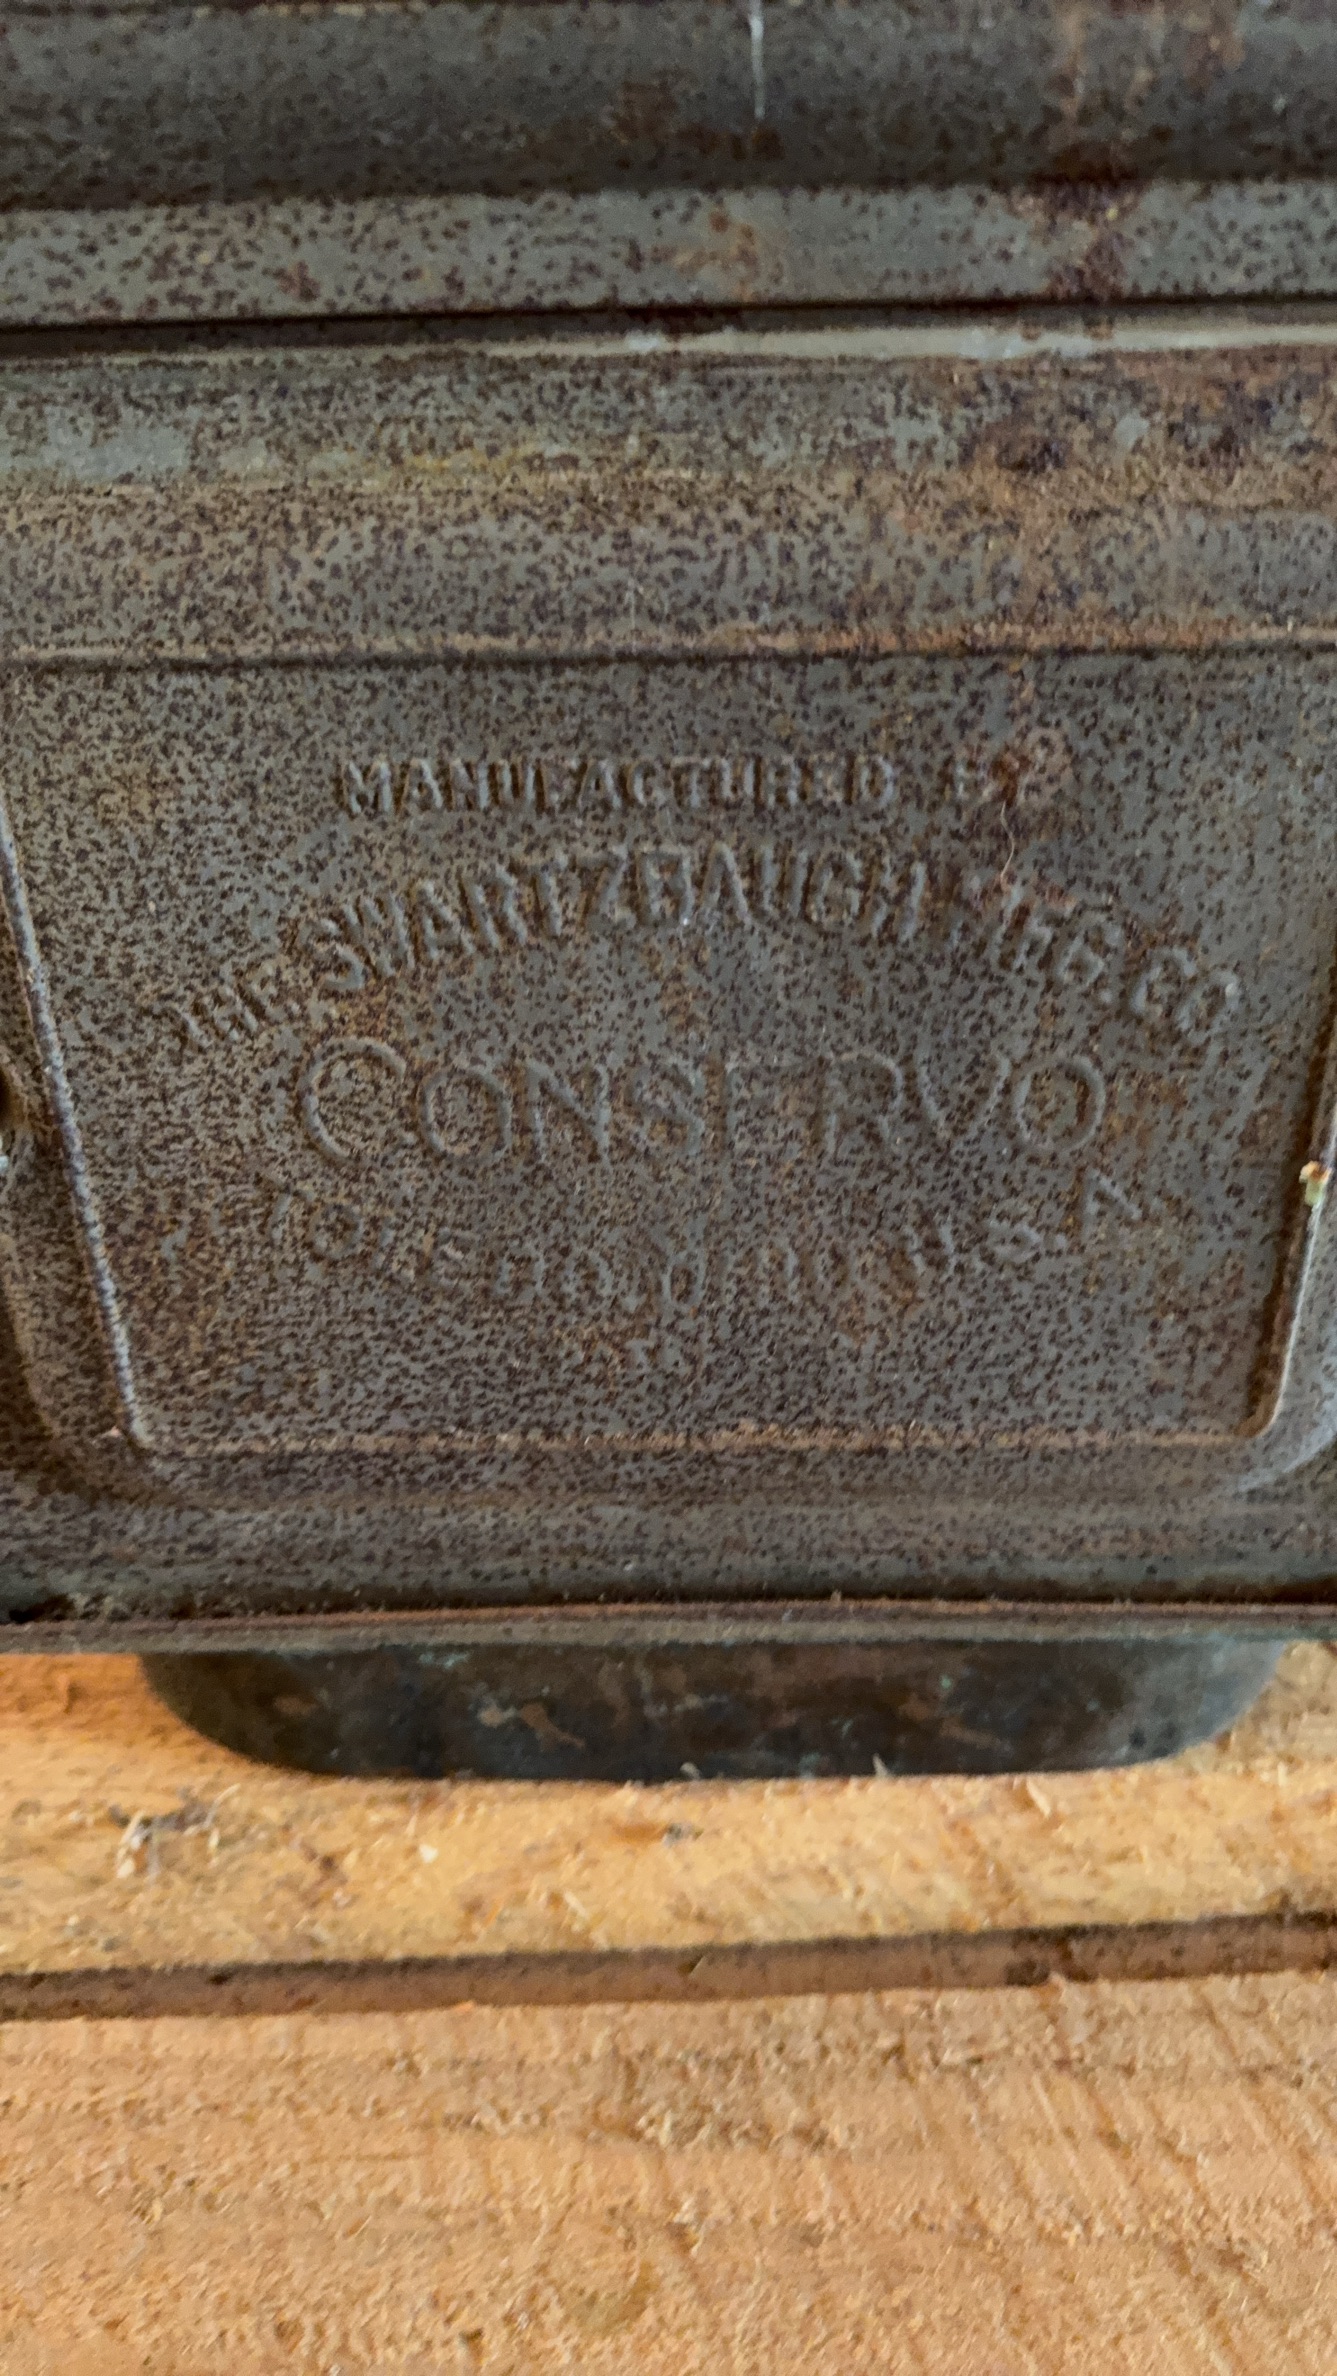 MANUFACTURED BY
THE SWARTZBAUGH MFG. CO
CONSERVO
TOLEDO, OHIO U.S.A.